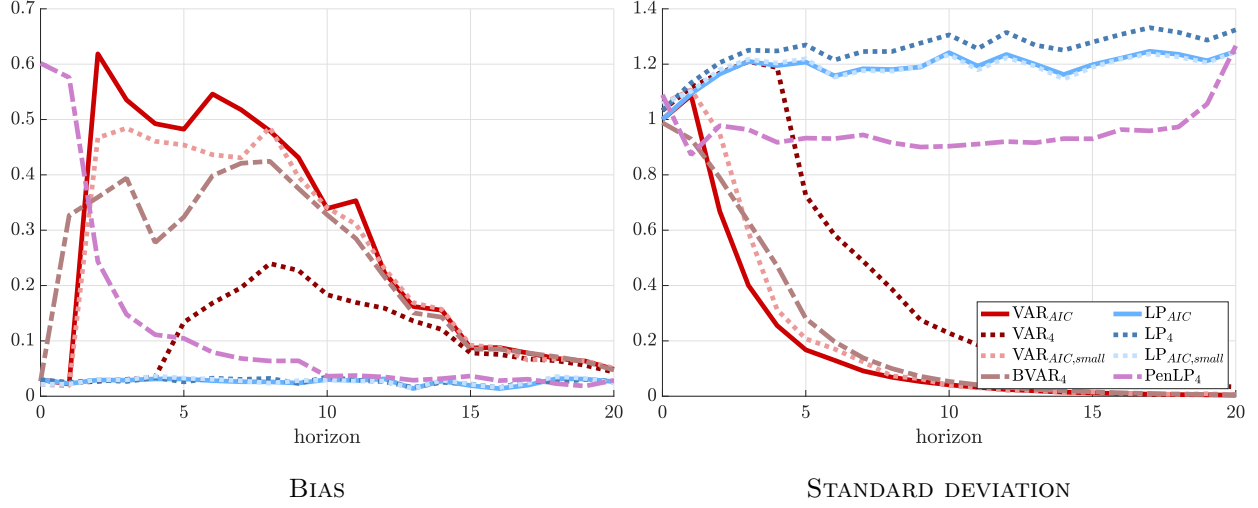 0.7
0.6
0.5
0.4
0.3
0.2
0.1
0
0 5 10 15 20
horizon
BIAS
1.4
1.2
1
0.8
0.6
0.4
0.2
0
0 5 10 15 20
horizon
VAR_AIC LP_AIC
VAR_4 LP_4
VAR_AIC,small LP_AIC,small
BVAR_4 PenLP_4
STANDARD DEVIATION